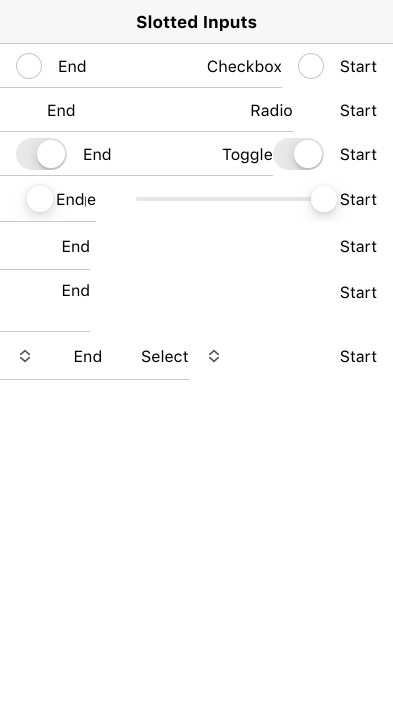 Slotted Inputs
End Checkbox Start
End Radio Start
End Toggle Start
End Start
End Start
End Start
End Select Start